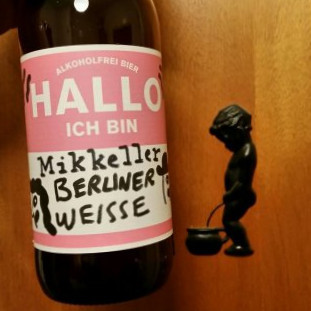 ALKOHOLFREI BIER
"HALLO"
ICH BIN
Mikkeller
BERLINER
WEISSE